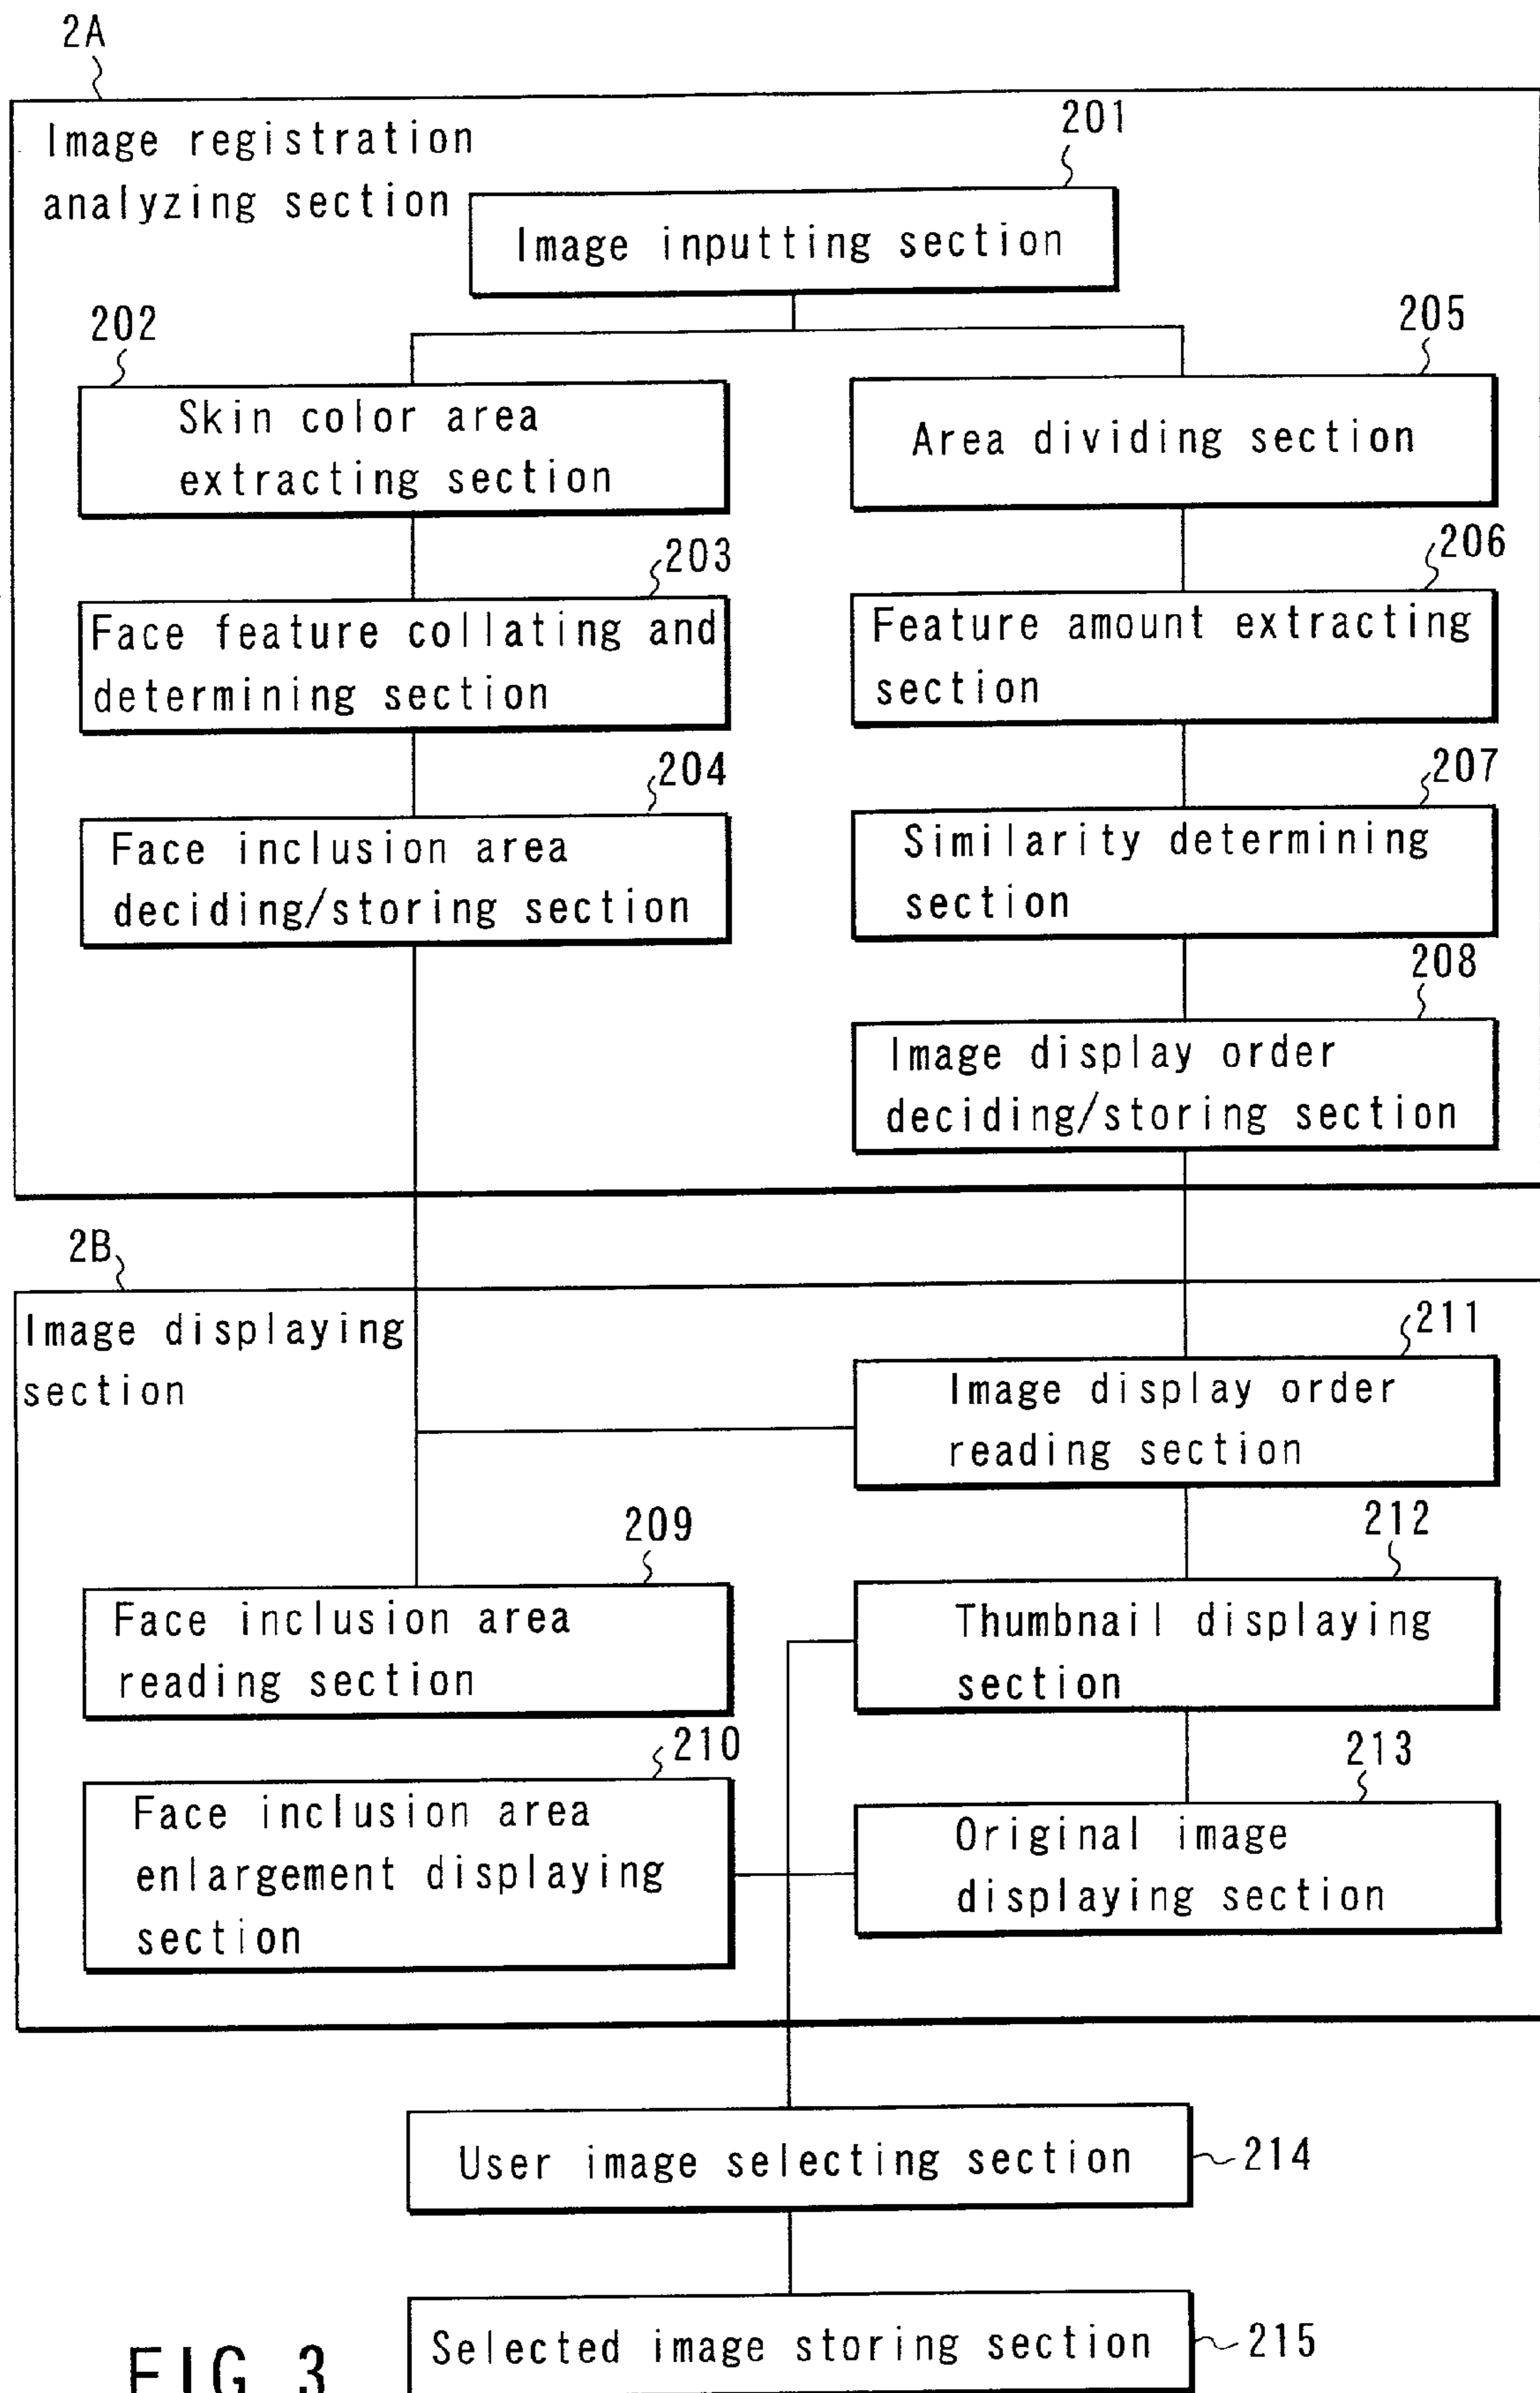 2A
Image registration
analyzing section
201
Image inputting section
202
Skin color area
extracting section
205
Area dividing section
203
Face feature collating and
determining section
206
Feature amount extracting
section
204
Face inclusion area
deciding/storing section
207
Similarity determining
section
208
Image display order
deciding/storing section
2B
Image displaying
section
211
Image display order
reading section
209
Face inclusion area
reading section
212
Thumbnail displaying
section
210
Face inclusion area
enlargement displaying
section
213
Original image
displaying section
User image selecting section
214
Selected image storing section
215
FIG. 3